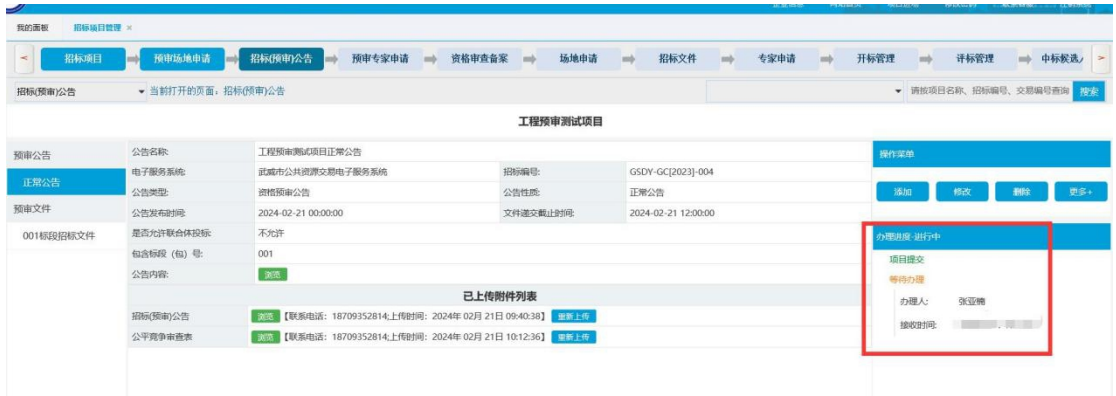 我的面板 招标项目管理 ×
< 招标项目 预审场地申请 招标(预审)公告 预审专家申请 资格审查备案 场地申请 招标文件 专家申请 开标管理 评标管理 中标候选 >
招标(预审)公告 当前打开的页面：招标(预审)公告 请按项目名称、招标编号、交易编号查询 搜索
工程预审测试项目
预审公告
正常公告
预审文件
001标段招标文件
公告名称: 工程预审测试项目正常公告
电子服务系统: 武威市公共资源交易电子服务系统 招标编号: GSDY-GC[2023]-004
公告类型: 资格预审公告 公告性质: 正常公告
公告发布时间: 2024-02-21 00:00:00 文件递交截止时间: 2024-02-21 12:00:00
是否允许联合体投标: 不允许
包含标段（包）号: 001
公告内容: 浏览
已上传附件列表
招标(预审)公告 浏览 【联系电话：18709352814;上传时间：2024年 02月 21日 09:40:38】 重新上传
公平竞争审查表 浏览 【联系电话：18709352814;上传时间：2024年 02月 21日 10:12:36】 重新上传
操作菜单
添加 修改 删除 更多+
办理进度-进行中
项目提交
等待办理
办理人: 张亚楠
接收时间: